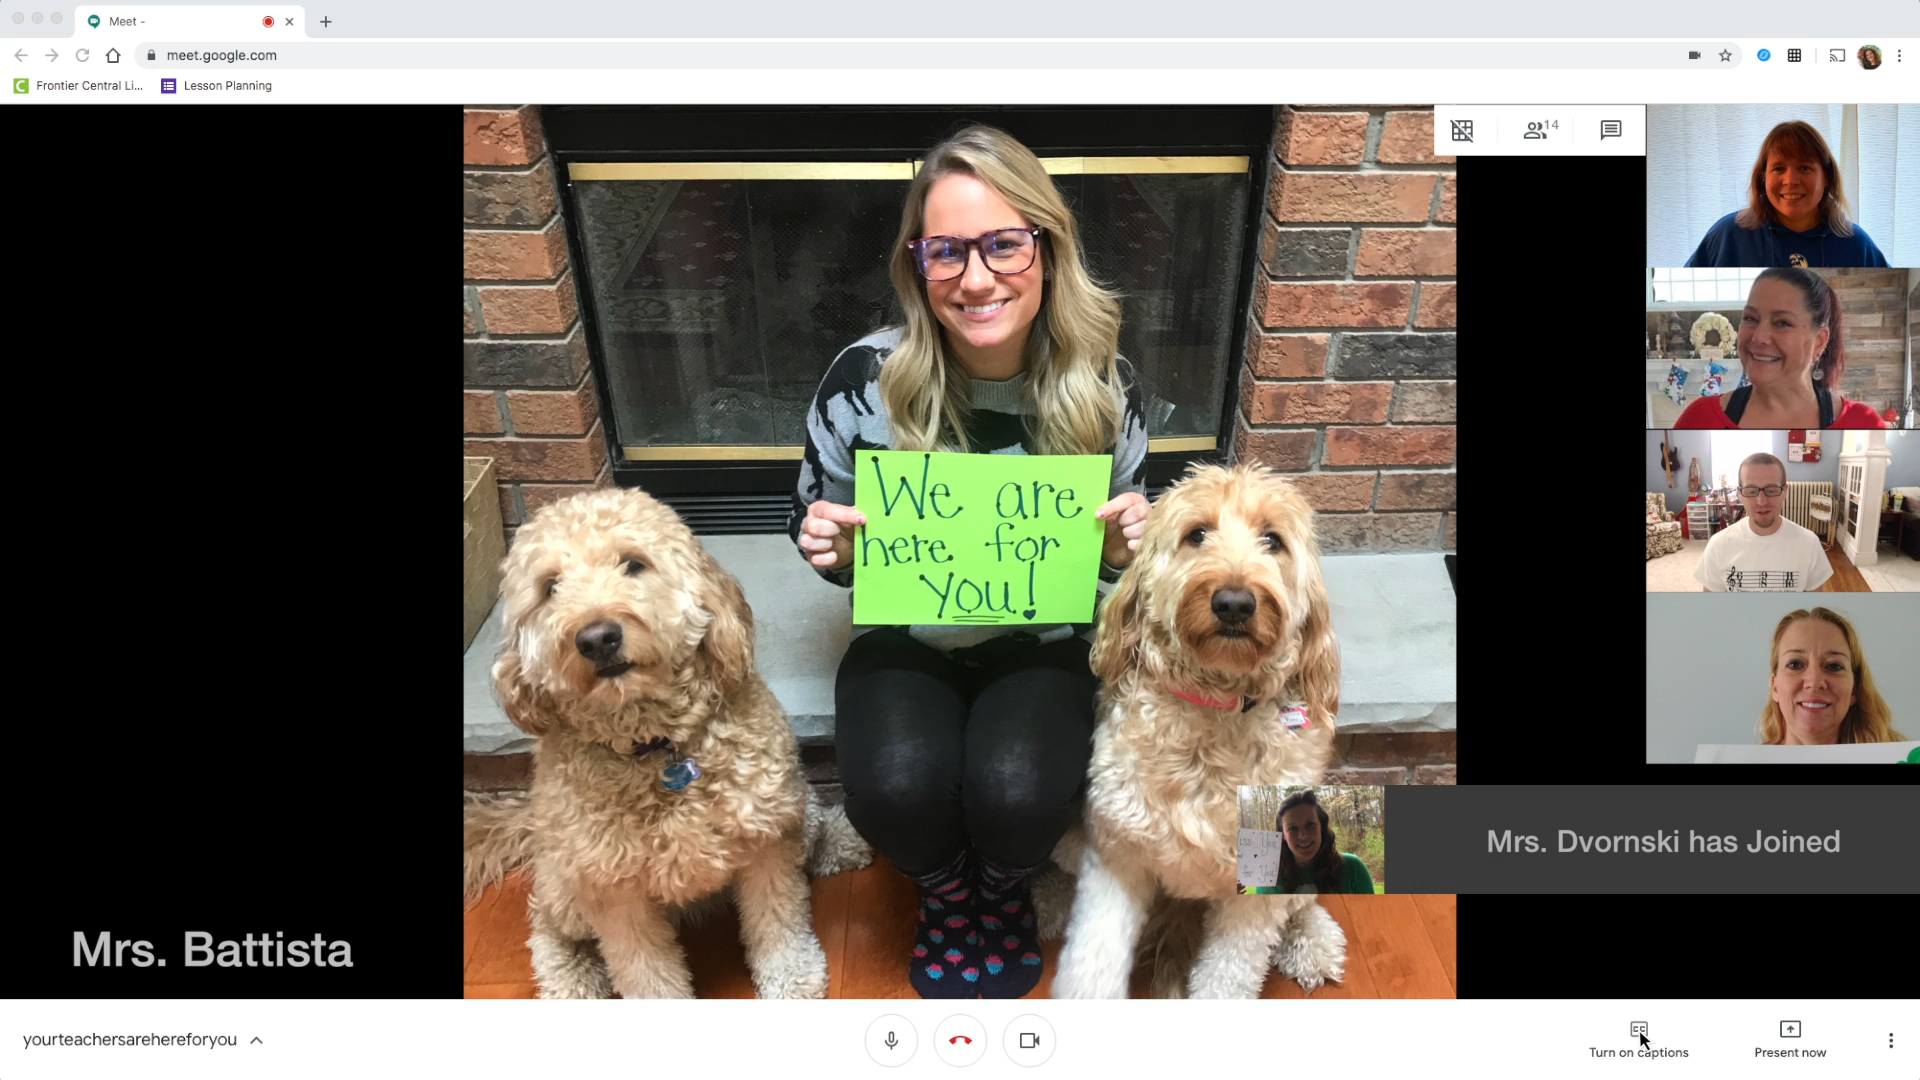 Meet -
meet.google.com
Frontier Central Li...
Lesson Planning
14
We are
here for
you!
Mrs. Dvornski has Joined
Mrs. Battista
yourteachersarehereforyou
Turn on captions
Present now